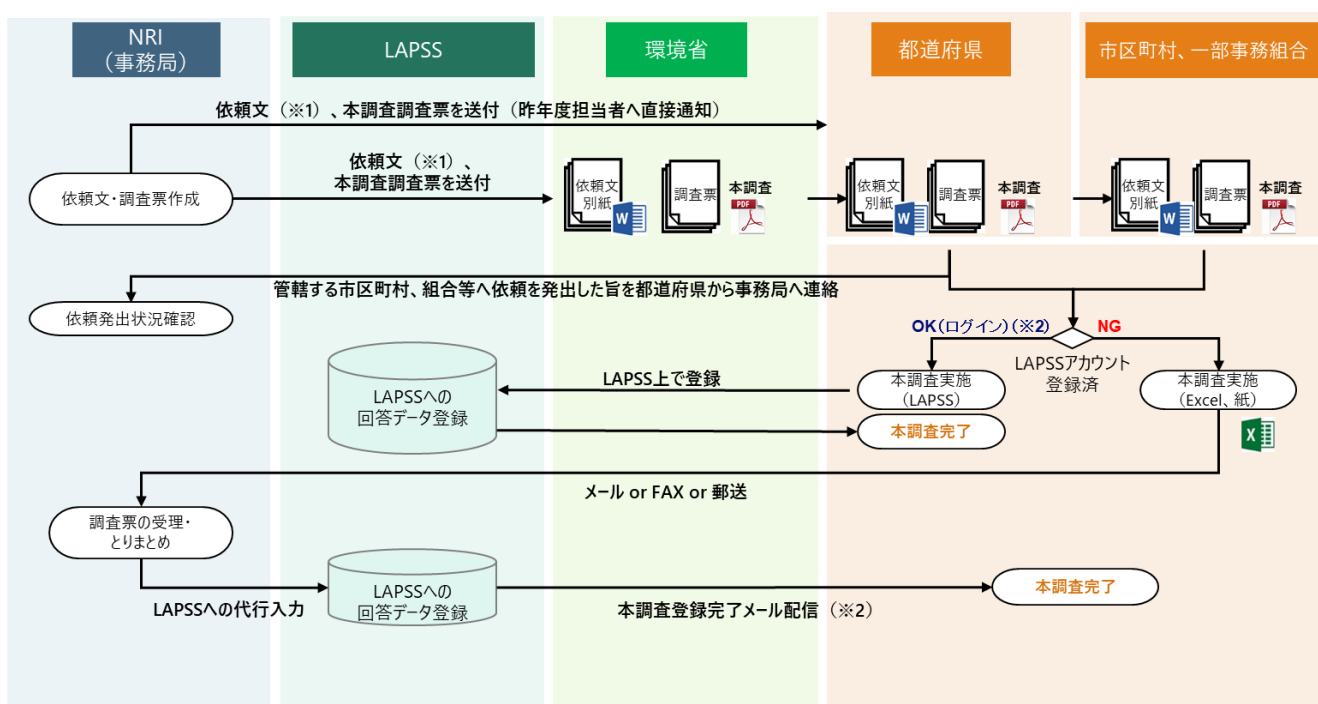 NRI
（事務局）
LAPSS
環境省
都道府県
市区町村、一部事務組合
依頼文（※1）、本調査調査票を送付（昨年度担当者へ直接通知）
依頼文（※1）、
本調査調査票を送付
依頼文・調査票作成
依頼文
別紙
W
調査票
本調査
PDF
依頼文
別紙
W
調査票
本調査
PDF
依頼文
別紙
W
調査票
本調査
PDF
管轄する市区町村、組合等へ依頼を発出した旨を都道府県から事務局へ連絡
依頼発出状況確認
OK(ログイン)(※2)
NG
LAPSSアカウント
登録済
LAPSS上で登録
本調査実施
（LAPSS）
本調査実施
（Excel、紙）
LAPSSへの
回答データ登録
本調査完了
X
メール or FAX or 郵送
調査票の受理・
とりまとめ
LAPSSへの代行入力
LAPSSへの
回答データ登録
本調査登録完了メール配信（※2）
本調査完了